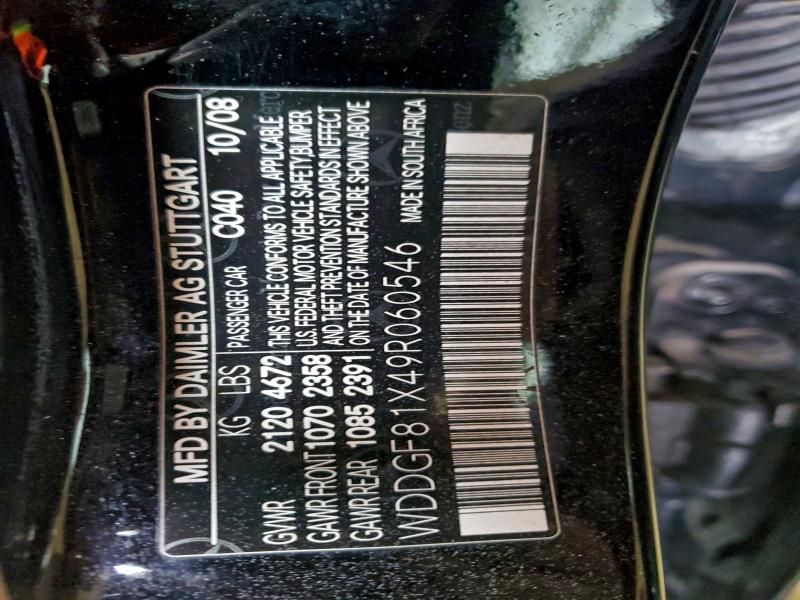 MFD BY DAIMLER AG STUTTGART
KG LBS PASSENGER CAR C040 10/08
GVWR 2120 4672 THIS VEHICLE CONFORMS TO ALL APPLICABLE
GAWR FRONT 1070 2358 U.S. FEDERAL MOTOR VEHICLE SAFETY,BUMPER
AND THEFT PREVENTION STANDARDS IN EFFECT
GAWR REAR 1085 2391 ON THE DATE OF MANUFACTURE SHOWN ABOVE
WDDGF81X49R060546 MADE IN SOUTH AFRICA